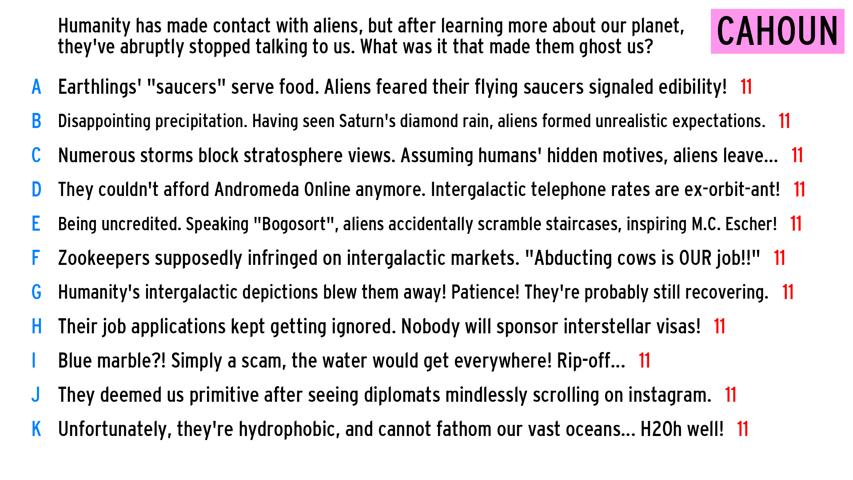 Humanity has made contact with aliens, but after learning more about our planet,
they've abruptly stopped talking to us. What was it that made them ghost us?
CAHOUN
A Earthlings' "saucers" serve food. Aliens feared their flying saucers signaled edibility! 11
B Disappointing precipitation. Having seen Saturn's diamond rain, aliens formed unrealistic expectations. 11
C Numerous storms block stratosphere views. Assuming humans' hidden motives, aliens leave... 11
D They couldn't afford Andromeda Online anymore. Intergalactic telephone rates are ex-orbit-ant! 11
E Being uncredited. Speaking "Bogosort", aliens accidentally scramble staircases, inspiring M.C. Escher! 11
F Zookeepers supposedly infringed on intergalactic markets. "Abducting cows is OUR job!!" 11
G Humanity's intergalactic depictions blew them away! Patience! They're probably still recovering. 11
H Their job applications kept getting ignored. Nobody will sponsor interstellar visas! 11
I Blue marble?! Simply a scam, the water would get everywhere! Rip-off... 11
J They deemed us primitive after seeing diplomats mindlessly scrolling on instagram. 11
K Unfortunately, they're hydrophobic, and cannot fathom our vast oceans... H2Oh well! 11